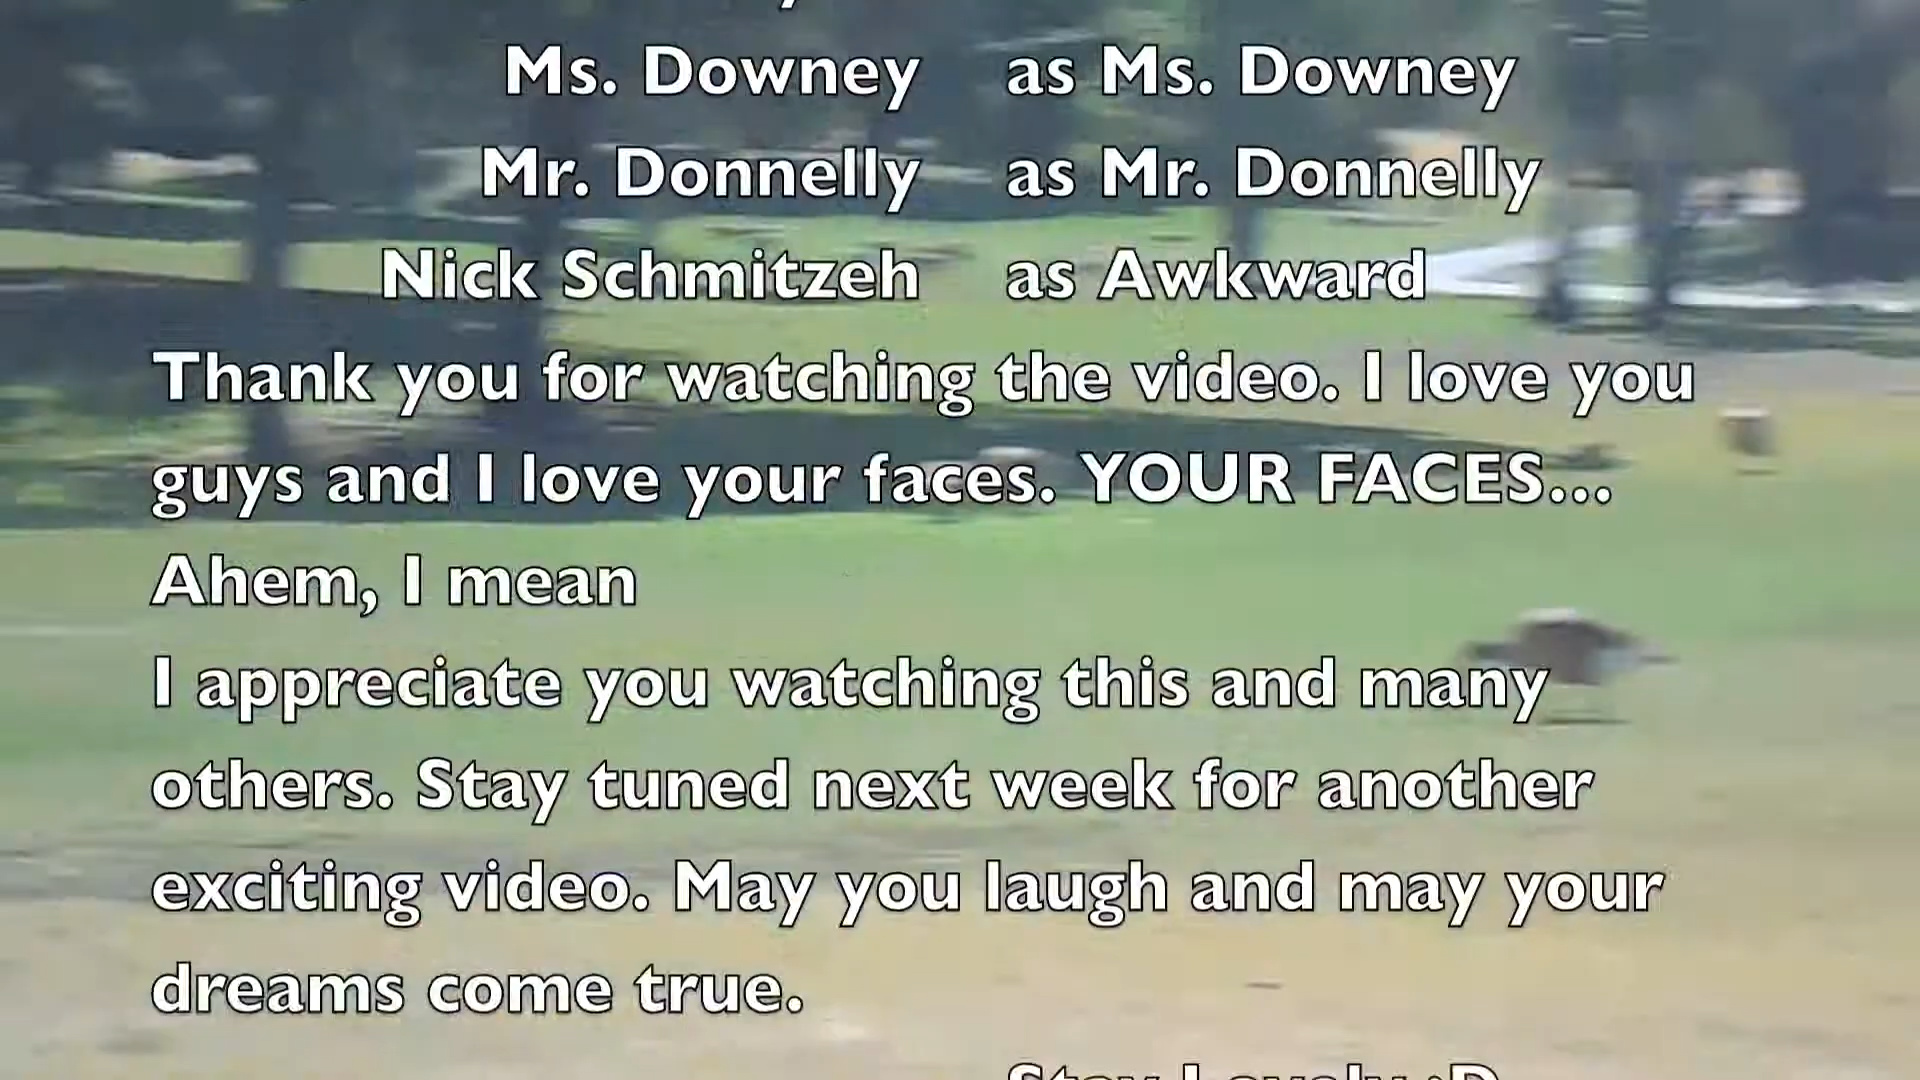 Ms. Downey as Ms. Downey
Mr. Donnelly as Mr. Donnelly
Nick Schmitzeh as Awkward
Thank you for watching the video. I love you
guys and I love your faces. YOUR FACES...
Ahem, I mean
I appreciate you watching this and many
others. Stay tuned next week for another
exciting video. May you laugh and may your
dreams come true.
Stay Lovely :D